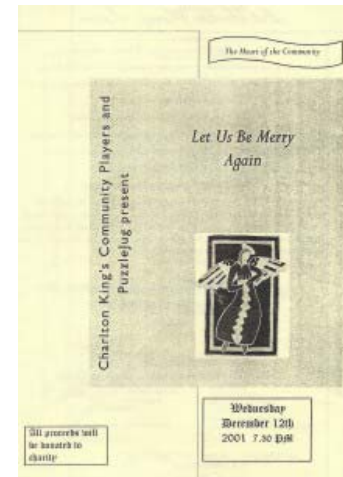 The Heart of the Community
Charlton King's Community Players and
PuzzleJug present
Let Us Be Merry
Again
All proceeds will
be donated to
charity
Wednesday
December 12th
2001 7.30 PM